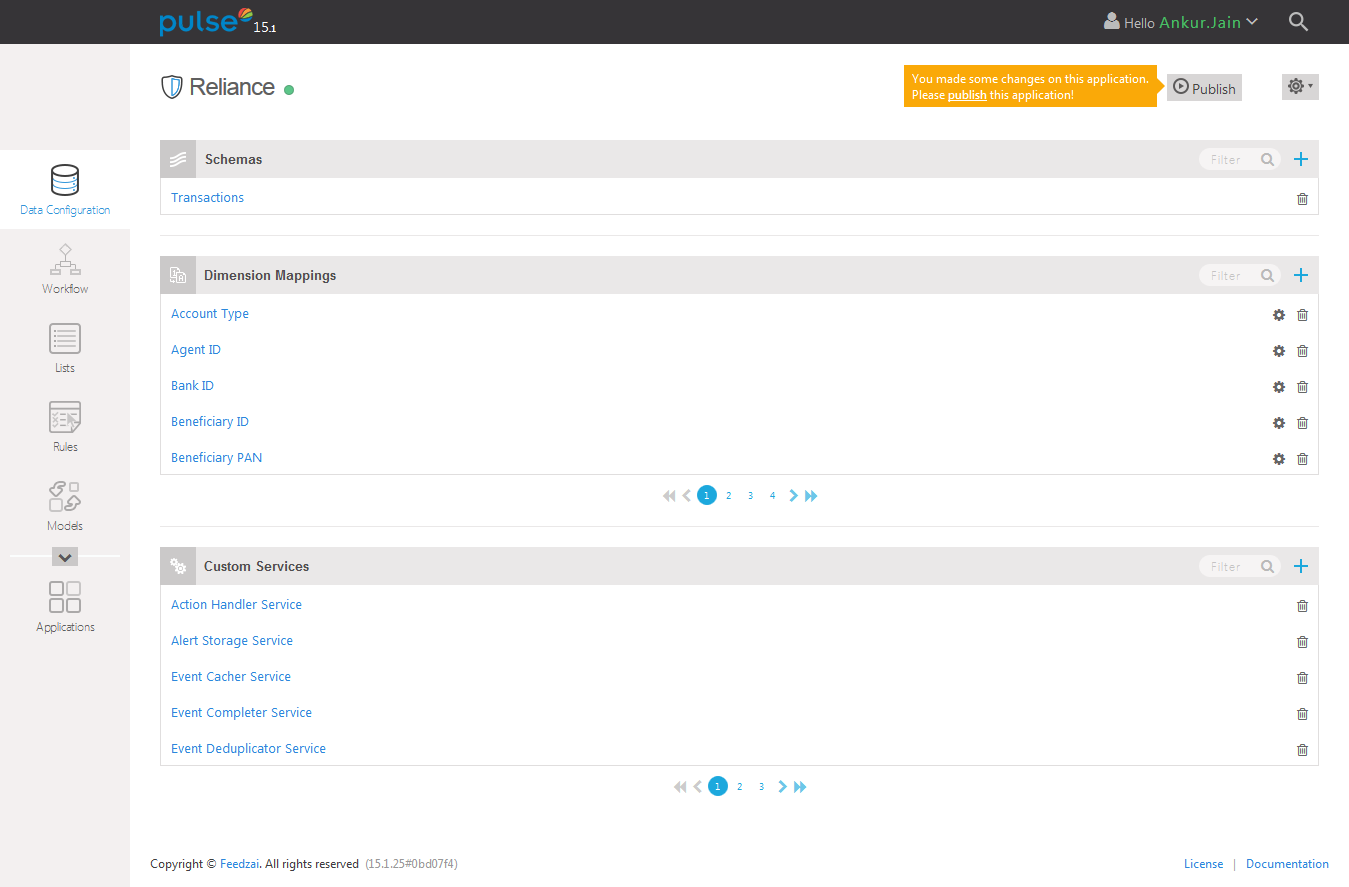 pulse 15.1
Hello Ankur.Jain
Reliance
You made some changes on this application.
Please publish this application!
Publish
Data Configuration
Workflow
Lists
Rules
Models
Applications
Schemas
Filter
Transactions
Dimension Mappings
Filter
Account Type
Agent ID
Bank ID
Beneficiary ID
Beneficiary PAN
1 2 3 4
Custom Services
Filter
Action Handler Service
Alert Storage Service
Event Cacher Service
Event Completer Service
Event Deduplicator Service
1 2 3
Copyright © Feedzai. All rights reserved (15.1.25#0bd07f4)
License | Documentation